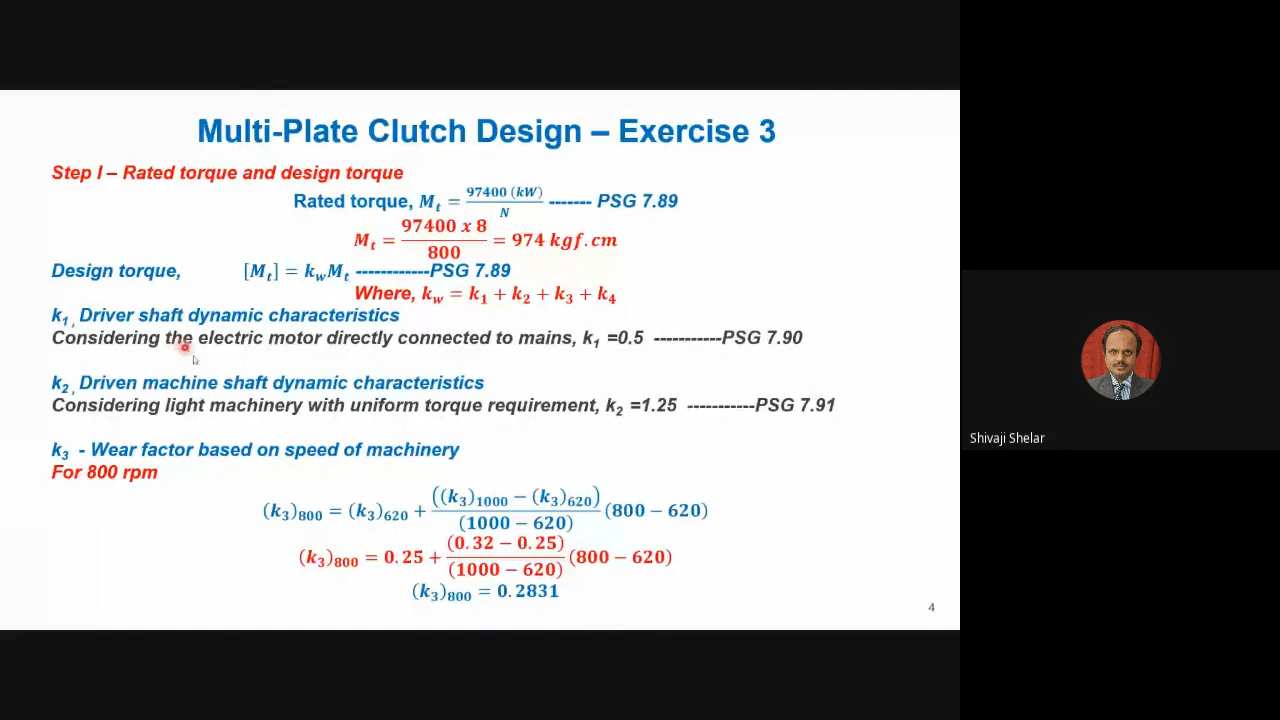 Multi-Plate Clutch Design – Exercise 3
Step I – Rated torque and design torque
Rated torque, M_t = 97400 (kW) / N ------- PSG 7.89
M_t = 97400 x 8 / 800 = 974 kgf.cm
Design torque, [M_t] = k_w M_t ------------PSG 7.89
Where, k_w = k_1 + k_2 + k_3 + k_4
k_1, Driver shaft dynamic characteristics
Considering the electric motor directly connected to mains, k_1 =0.5 -----------PSG 7.90
k_2, Driven machine shaft dynamic characteristics
Considering light machinery with uniform torque requirement, k_2 =1.25 -----------PSG 7.91
k_3 - Wear factor based on speed of machinery
For 800 rpm
(k_3)_800 = (k_3)_620 + ((k_3)_1000 − (k_3)_620) / (1000 − 620) (800 − 620)
(k_3)_800 = 0.25 + (0.32 − 0.25) / (1000 − 620) (800 − 620)
(k_3)_800 = 0.2831
4
Shivaji Shelar